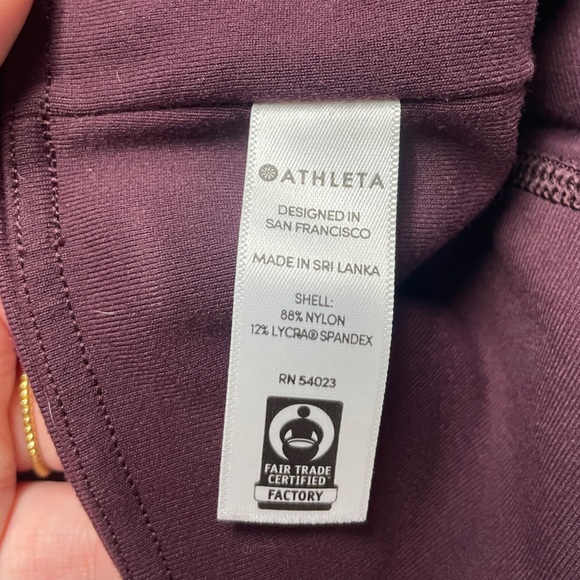 ATHLETA
DESIGNED IN
SAN FRANCISCO
MADE IN SRI LANKA
SHELL:
88% NYLON
12% LYCRA® SPANDEX
RN 54023
FAIR TRADE
CERTIFIED
FACTORY